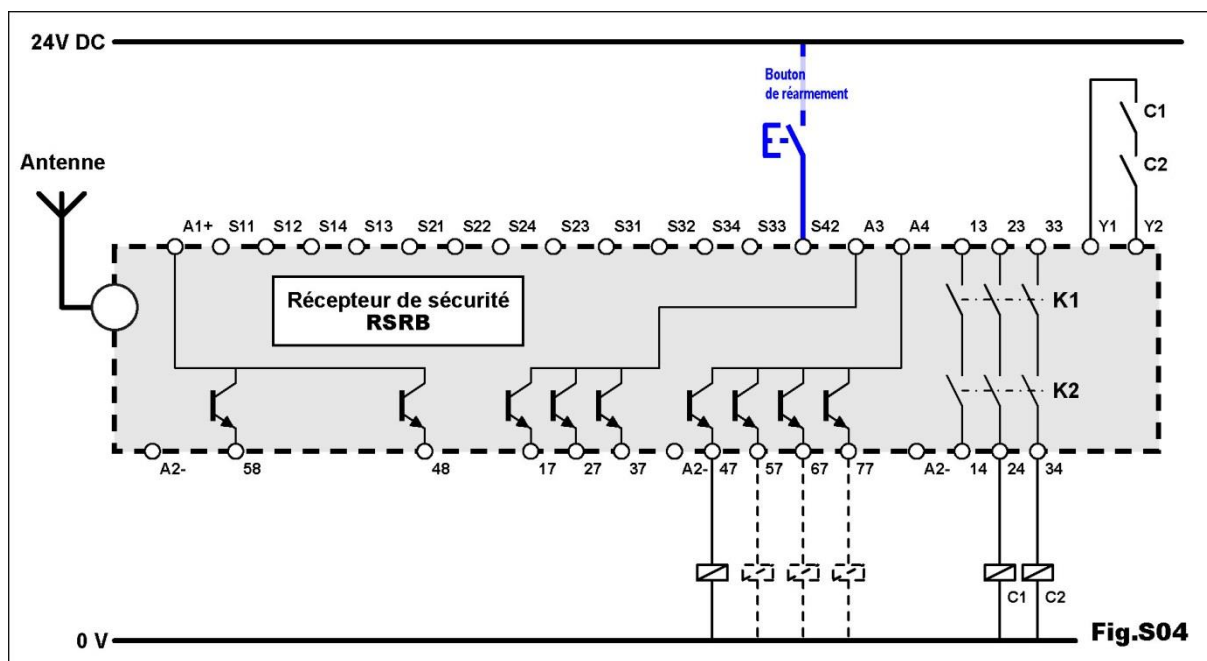 24V DC
Bouton
de réarmement
C1
C2
Antenne
A1+ S11 S12 S14 S13 S21 S22 S24 S23 S31 S32 S34 S33 S42 A3 A4 13 23 33 Y1 Y2
Récepteur de sécurité
RSRB
K1
K2
A2- 58 48 17 27 37 A2- 47 57 67 77 A2- 14 24 34
C1 C2
0 V
Fig.S04